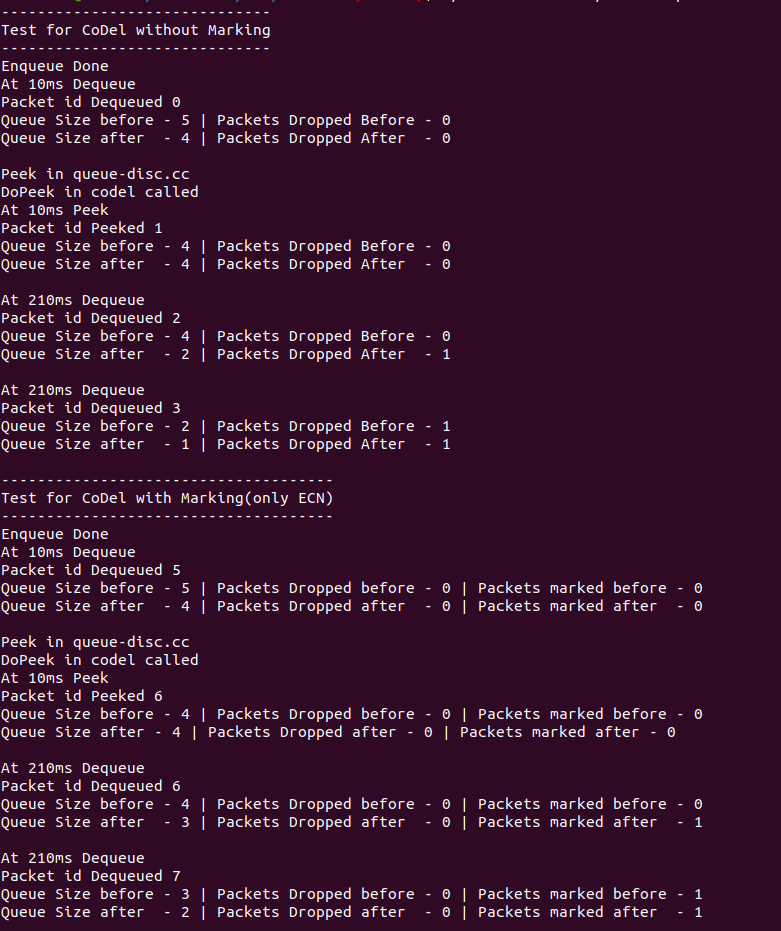 ------------------------------
Test for CoDel without Marking
------------------------------
Enqueue Done
At 10ms Dequeue
Packet id Dequeued 0
Queue Size before - 5 | Packets Dropped Before - 0
Queue Size after  - 4 | Packets Dropped After  - 0

Peek in queue-disc.cc
DoPeek in codel called
At 10ms Peek
Packet id Peeked 1
Queue Size before - 4 | Packets Dropped Before - 0
Queue Size after  - 4 | Packets Dropped After  - 0

At 210ms Dequeue
Packet id Dequeued 2
Queue Size before - 4 | Packets Dropped Before - 0
Queue Size after  - 2 | Packets Dropped After  - 1

At 210ms Dequeue
Packet id Dequeued 3
Queue Size before - 2 | Packets Dropped Before - 1
Queue Size after  - 1 | Packets Dropped After  - 1

-------------------------------------
Test for CoDel with Marking(only ECN)
-------------------------------------
Enqueue Done
At 10ms Dequeue
Packet id Dequeued 5
Queue Size before - 5 | Packets Dropped before - 0 | Packets marked before - 0
Queue Size after  - 4 | Packets Dropped after  - 0 | Packets marked after  - 0

Peek in queue-disc.cc
DoPeek in codel called
At 10ms Peek
Packet id Peeked 6
Queue Size before - 4 | Packets Dropped before - 0 | Packets marked before - 0
Queue Size after - 4 | Packets Dropped after - 0 | Packets marked after - 0

At 210ms Dequeue
Packet id Dequeued 6
Queue Size before - 4 | Packets Dropped before - 0 | Packets marked before - 0
Queue Size after  - 3 | Packets Dropped after  - 0 | Packets marked after  - 1

At 210ms Dequeue
Packet id Dequeued 7
Queue Size before - 3 | Packets Dropped before - 0 | Packets marked before - 1
Queue Size after  - 2 | Packets Dropped after  - 0 | Packets marked after  - 1